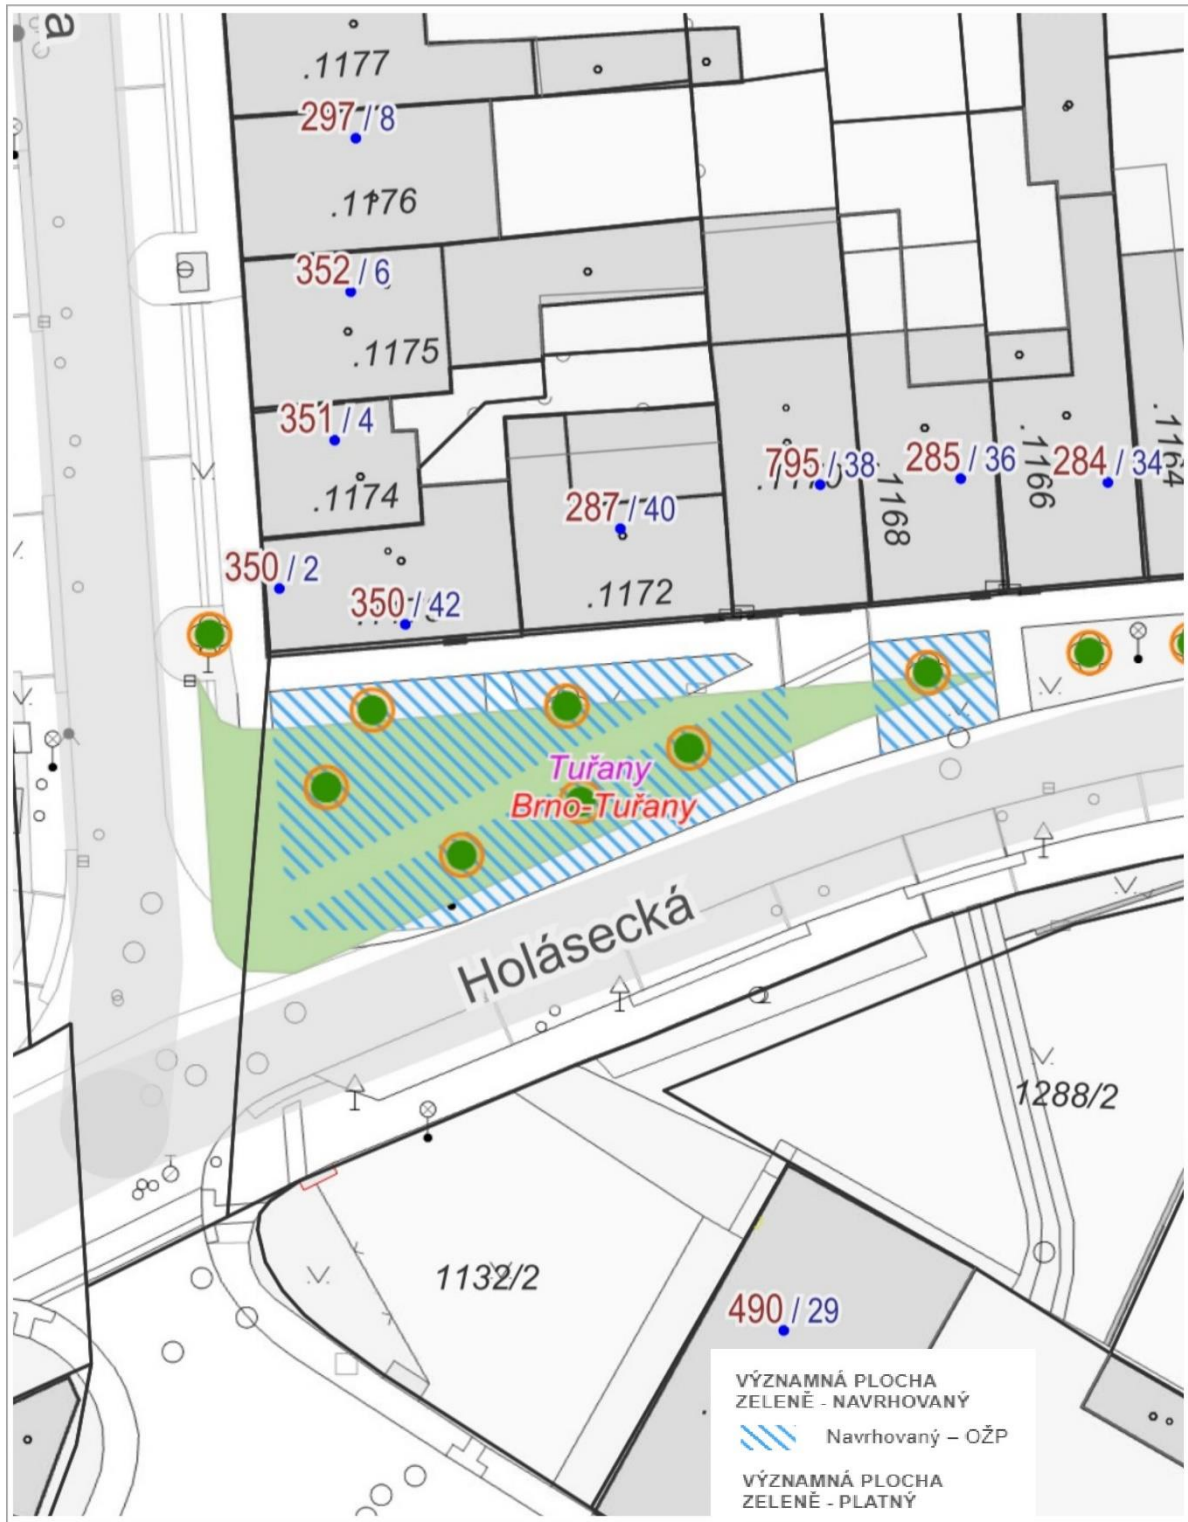 a
.1177
297 / 8
.1176
352 / 6
.1175
351 / 4
.1174
795 / 38
285 / 36
284 / 34
.1168
.1166
.1164
287 / 40
350 / 2
350 / 42
.1172
Tuřany
Brno-Tuřany
Holásecká
1288/2
1132/2
490 / 29
VÝZNAMNÁ PLOCHA
ZELENĚ - NAVRHOVANÝ
Navrhovaný – OŽP
VÝZNAMNÁ PLOCHA
ZELENĚ - PLATNÝ